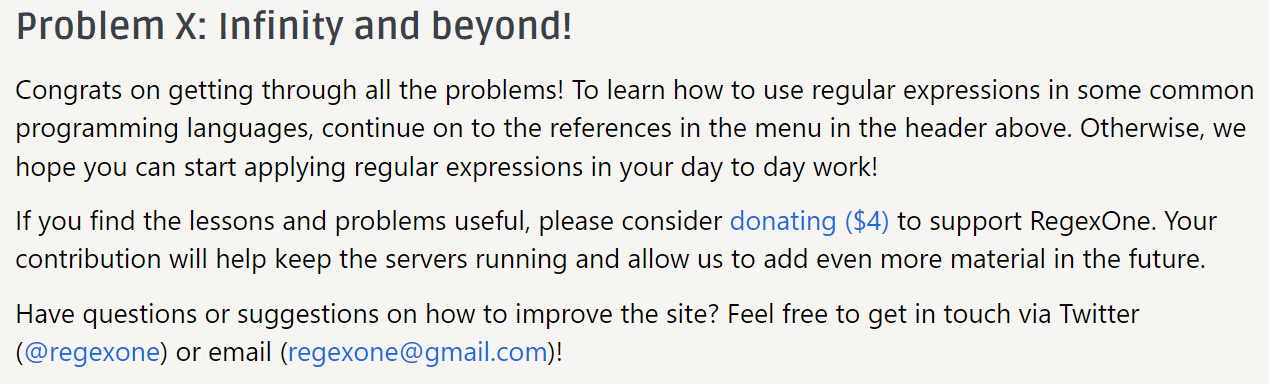 Problem X: Infinity and beyond!
Congrats on getting through all the problems! To learn how to use regular expressions in some common
programming languages, continue on to the references in the menu in the header above. Otherwise, we
hope you can start applying regular expressions in your day to day work!
If you find the lessons and problems useful, please consider donating ($4) to support RegexOne. Your
contribution will help keep the servers running and allow us to add even more material in the future.
Have questions or suggestions on how to improve the site? Feel free to get in touch via Twitter
(@regexone) or email (regexone@gmail.com)!